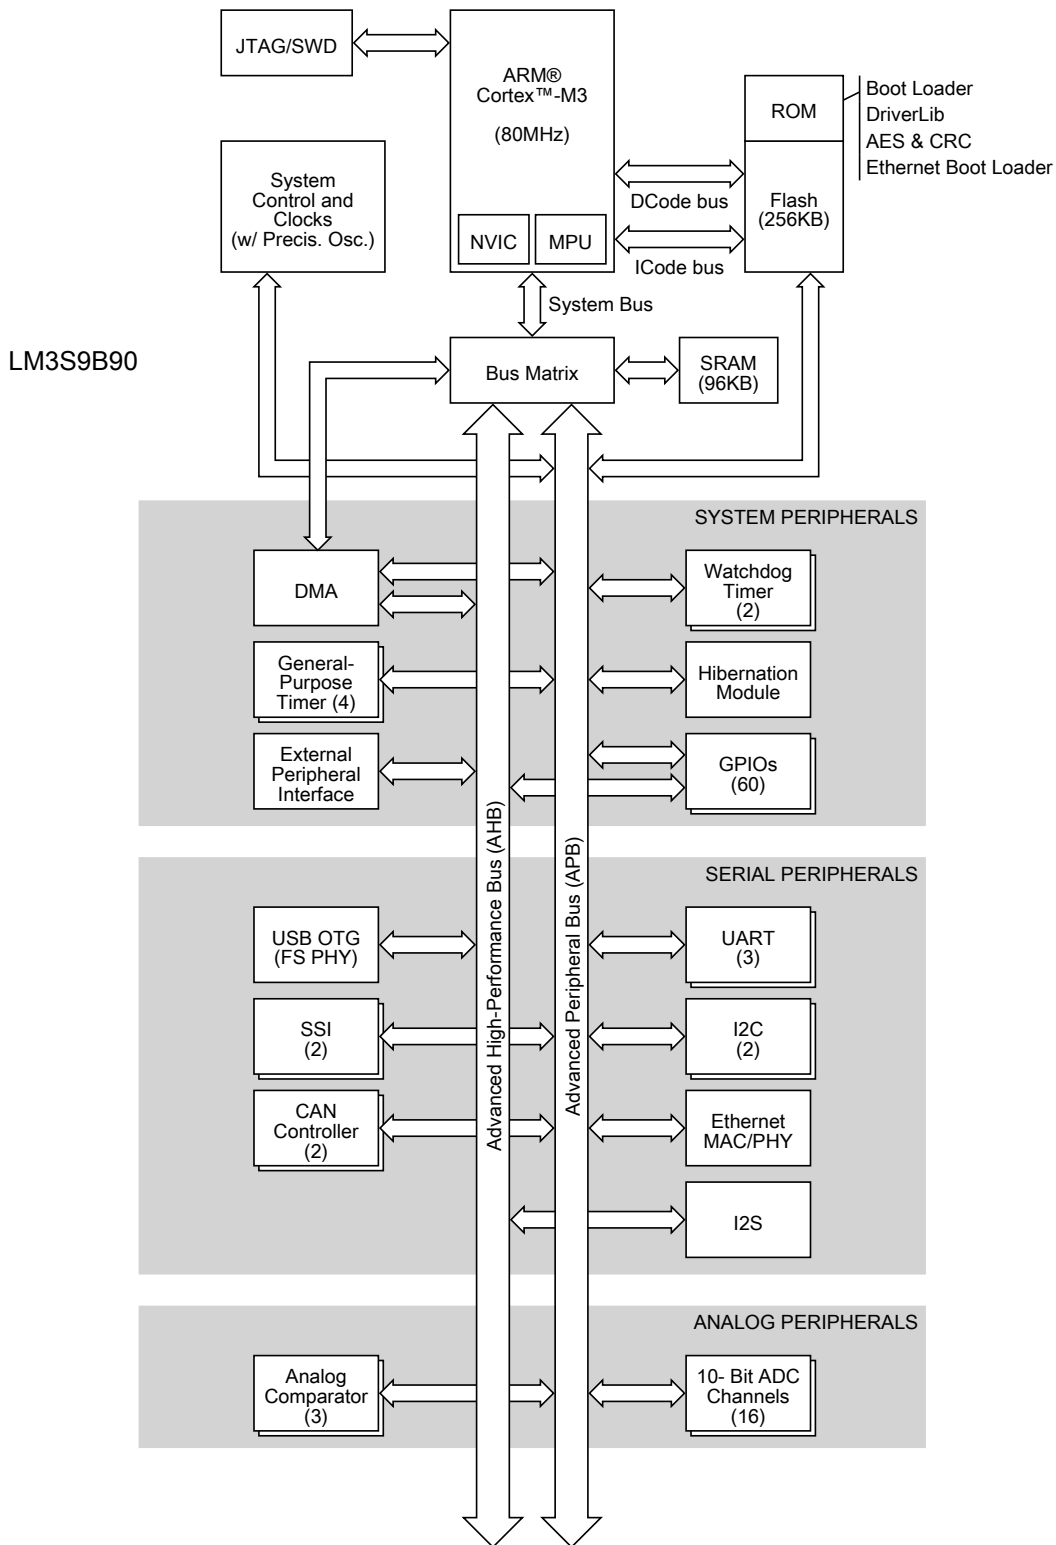 JTAG/SWD
ARM®
Cortex™-M3
(80MHz)
NVIC
MPU
ROM
Boot Loader
DriverLib
AES & CRC
Ethernet Boot Loader
Flash
(256KB)
DCode bus
ICode bus
System
Control and
Clocks
(w/ Precis. Osc.)
System Bus
LM3S9B90
Bus Matrix
SRAM
(96KB)
SYSTEM PERIPHERALS
DMA
Watchdog
Timer
(2)
General-
Purpose
Timer (4)
Hibernation
Module
External
Peripheral
Interface
GPIOs
(60)
Advanced High-Performance Bus (AHB)
Advanced Peripheral Bus (APB)
SERIAL PERIPHERALS
USB OTG
(FS PHY)
UART
(3)
SSI
(2)
I2C
(2)
CAN
Controller
(2)
Ethernet
MAC/PHY
I2S
ANALOG PERIPHERALS
Analog
Comparator
(3)
10- Bit ADC
Channels
(16)